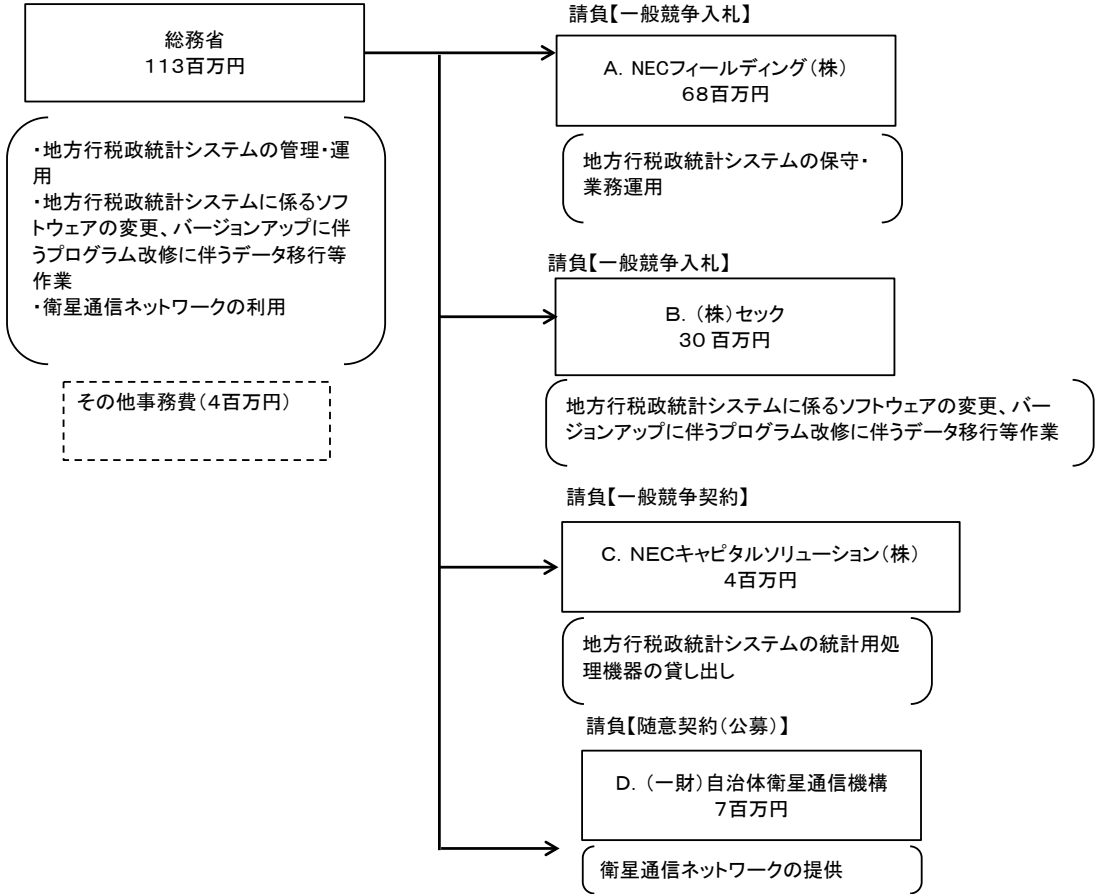 総務省
113百万円
・地方行税政統計システムの管理・運
用
・地方行税政統計システムに係るソフ
トウェアの変更、バージョンアップに伴
うプログラム改修に伴うデータ移行等
作業
・衛星通信ネットワークの利用
その他事務費(4百万円)
請負【一般競争入札】
A．NECフィールディング(株)
68百万円
地方行税政統計システムの保守・
業務運用
請負【一般競争入札】
B．(株)セック
30百万円
地方行税政統計システムに係るソフトウェアの変更、バー
ジョンアップに伴うプログラム改修に伴うデータ移行等作業
請負【一般競争契約】
C．NECキャピタルソリューション(株)
4百万円
地方行税政統計システムの統計用処
理機器の貸し出し
請負【随意契約(公募)】
D．(一財)自治体衛星通信機構
7百万円
衛星通信ネットワークの提供